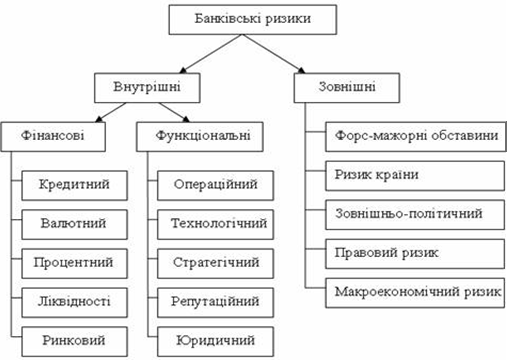 Банківські ризики
Внутрішні
Зовнішні
Фінансові
Функціональні
Кредитний
Валютний
Процентний
Ліквідності
Ринковий
Операційний
Технологічний
Стратегічний
Репутаційний
Юридичний
Форс-мажорні обставини
Ризик країни
Зовнішньо-політичний
Правовий ризик
Макроекономічний ризик